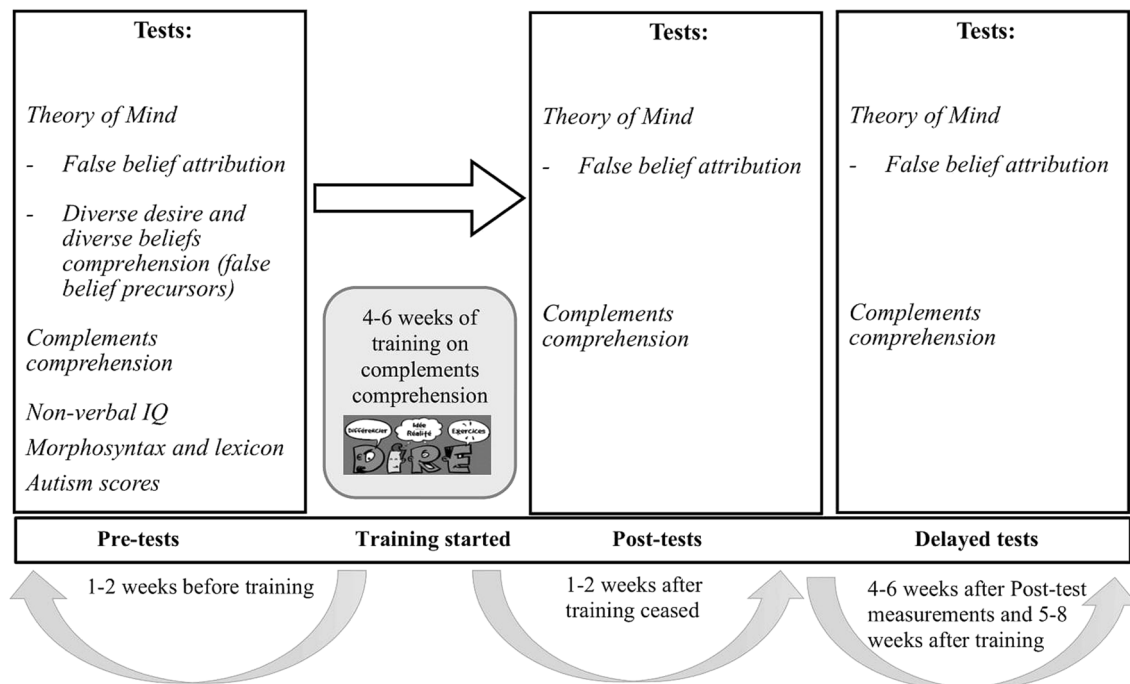 Tests:
Theory of Mind
- False belief attribution
- Diverse desire and
diverse beliefs
comprehension (false
belief precursors)
Complements
comprehension
Non-verbal IQ
Morphosyntax and lexicon
Autism scores
4-6 weeks of
training on
complements
comprehension
Différencier
Idée
Réalité
Exercices
DIRE
Tests:
Theory of Mind
- False belief attribution
Complements
comprehension
Tests:
Theory of Mind
- False belief attribution
Complements
comprehension
Pre-tests Training started Post-tests Delayed tests
1-2 weeks before training
1-2 weeks after
training ceased
4-6 weeks after Post-test
measurements and 5-8
weeks after training